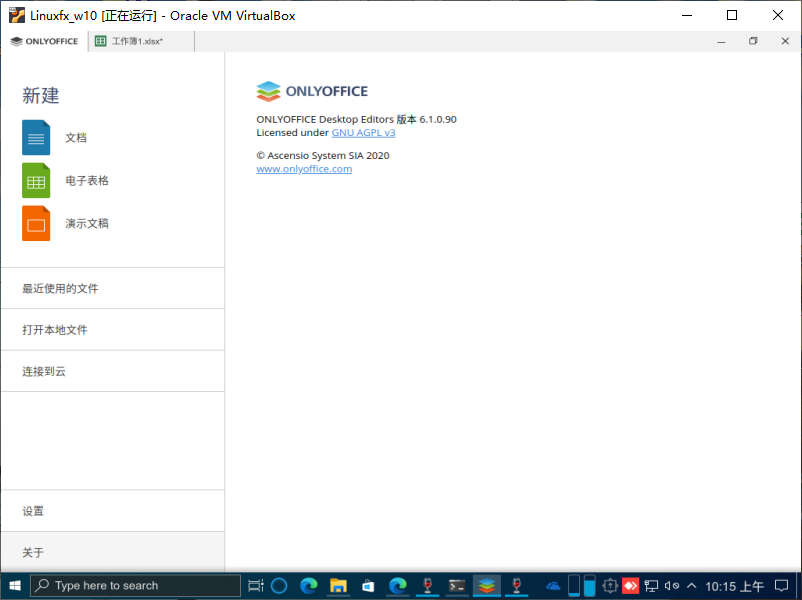 Linuxfx_w10 [正在运行] - Oracle VM VirtualBox
ONLYOFFICE
工作簿1.xlsx*
新建
文档
电子表格
演示文稿
最近使用的文件
打开本地文件
连接到云
设置
关于
ONLYOFFICE
ONLYOFFICE Desktop Editors 版本 6.1.0.90
Licensed under GNU AGPL v3
© Ascensio System SIA 2020
www.onlyoffice.com
Type here to search
10:15 上午